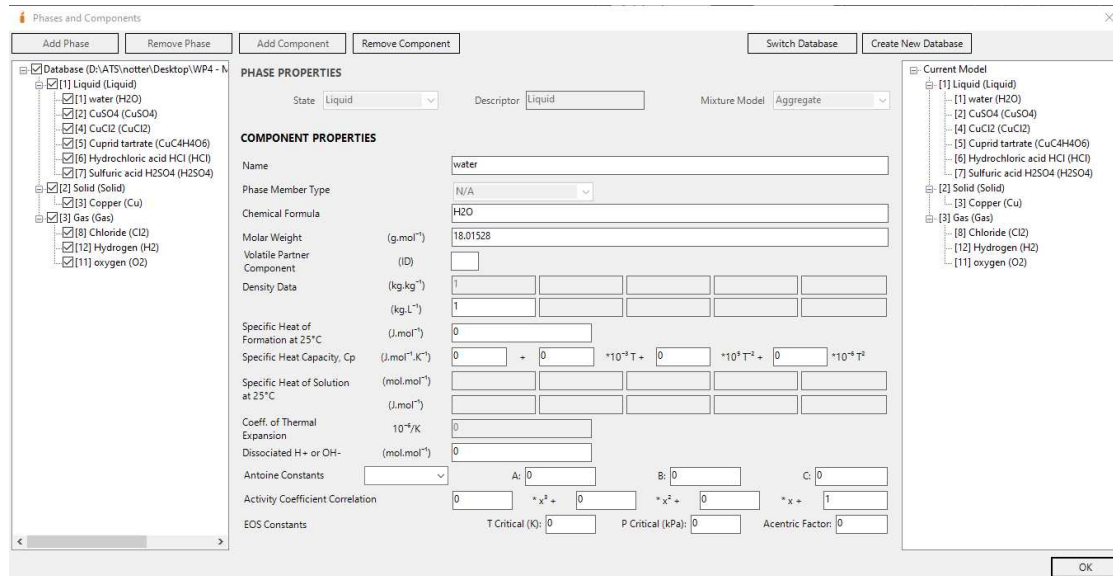 Phases and Components
Add Phase Remove Phase Add Component Remove Component Switch Database Create New Database
Database (D:\ATS\notter\Desktop\WP4 - N
[1] Liquid (Liquid)
[1] water (H2O)
[2] CuSO4 (CuSO4)
[4] CuCl2 (CuCl2)
[5] Cuprid tartrate (CuC4H4O6)
[6] Hydrochloric acid HCl (HCl)
[7] Sulfuric acid H2SO4 (H2SO4)
[2] Solid (Solid)
[3] Copper (Cu)
[3] Gas (Gas)
[8] Chloride (Cl2)
[12] Hydrogen (H2)
[11] oxygen (O2)
PHASE PROPERTIES
State Liquid Descriptor Liquid Mixture Model Aggregate
COMPONENT PROPERTIES
Name water
Phase Member Type N/A
Chemical Formula H2O
Molar Weight (g.mol⁻¹) 18.01528
Volatile Partner
Component (ID)
Density Data (kg.kg⁻¹) 1
(kg.L⁻¹) 1
Specific Heat of
Formation at 25°C (J.mol⁻¹) 0
Specific Heat Capacity, Cp (J.mol⁻¹.K⁻¹) 0 + 0 *10⁻³ T + 0 *10⁵ T⁻² + 0 *10⁻⁶ T²
Specific Heat of Solution
at 25°C (mol.mol⁻¹)
(J.mol⁻¹)
Coeff. of Thermal
Expansion 10⁻⁶/K 0
Dissociated H+ or OH- (mol.mol⁻¹) 0
Antoine Constants A: 0 B: 0 C: 0
Activity Coefficient Correlation 0 * x³ + 0 * x² + 0 * x + 1
EOS Constants T Critical (K): 0 P Critical (kPa): 0 Acentric Factor: 0
Current Model
[1] Liquid (Liquid)
[1] water (H2O)
[2] CuSO4 (CuSO4)
[4] CuCl2 (CuCl2)
[5] Cuprid tartrate (CuC4H4O6)
[6] Hydrochloric acid HCl (HCl)
[7] Sulfuric acid H2SO4 (H2SO4)
[2] Solid (Solid)
[3] Copper (Cu)
[3] Gas (Gas)
[8] Chloride (Cl2)
[12] Hydrogen (H2)
[11] oxygen (O2)
OK